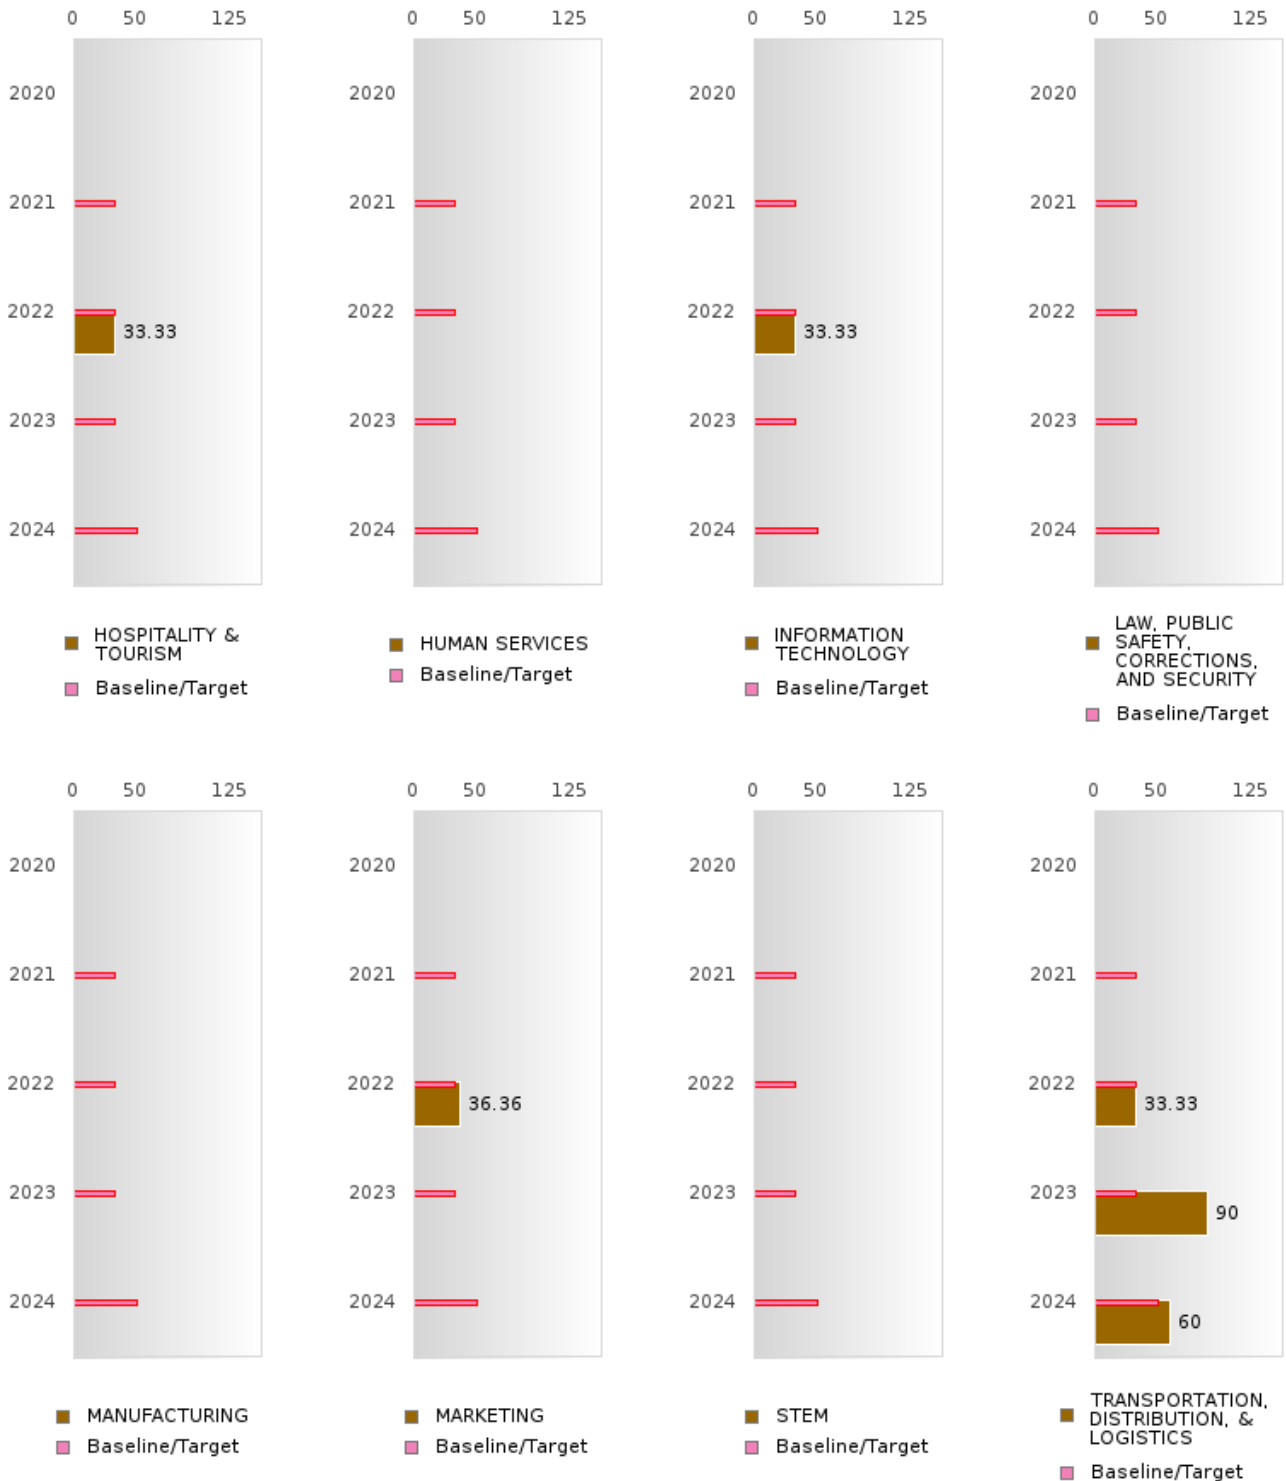 0 50 125 0 50 125 0 50 125 0 50 125
2020 2020 2020 2020
2021 2021 2021 2021
2022 2022 2022 2022
33.33 33.33
2023 2023 2023 2023
2024 2024 2024 2024
HOSPITALITY &
TOURISM
Baseline/Target
HUMAN SERVICES
Baseline/Target
INFORMATION
TECHNOLOGY
Baseline/Target
LAW, PUBLIC
SAFETY,
CORRECTIONS,
AND SECURITY
Baseline/Target
0 50 125 0 50 125 0 50 125 0 50 125
2020 2020 2020 2020
2021 2021 2021 2021
2022 2022 2022 2022
36.36 33.33
2023 2023 2023 2023
90
2024 2024 2024 2024
60
MANUFACTURING
Baseline/Target
MARKETING
Baseline/Target
STEM
Baseline/Target
TRANSPORTATION,
DISTRIBUTION, &
LOGISTICS
Baseline/Target